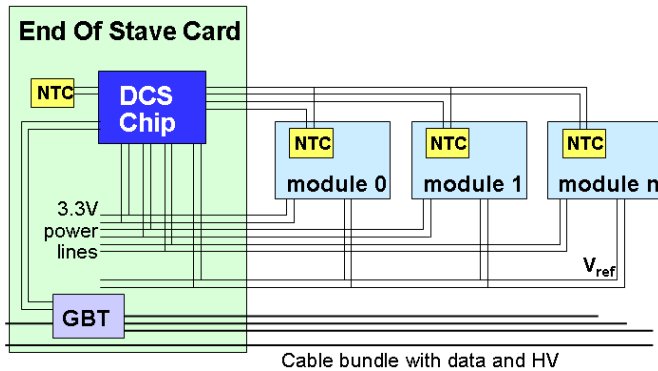 End Of Stave Card
NTC
DCS
Chip
NTC
NTC
NTC
module 0
module 1
module n
3.3V
power
lines
Vref
GBT
Cable bundle with data and HV